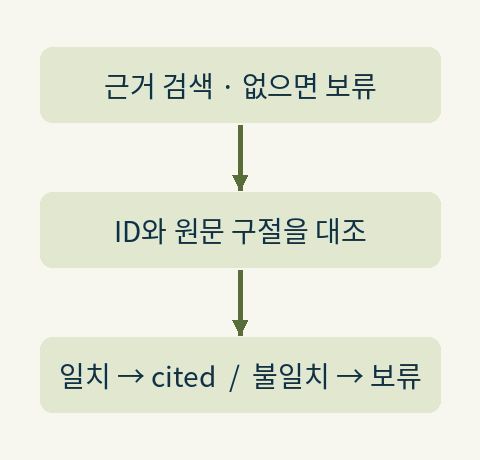 근거 검색 · 없으면 보류
ID와 원문 구절을 대조
일치 → cited / 불일치 → 보류